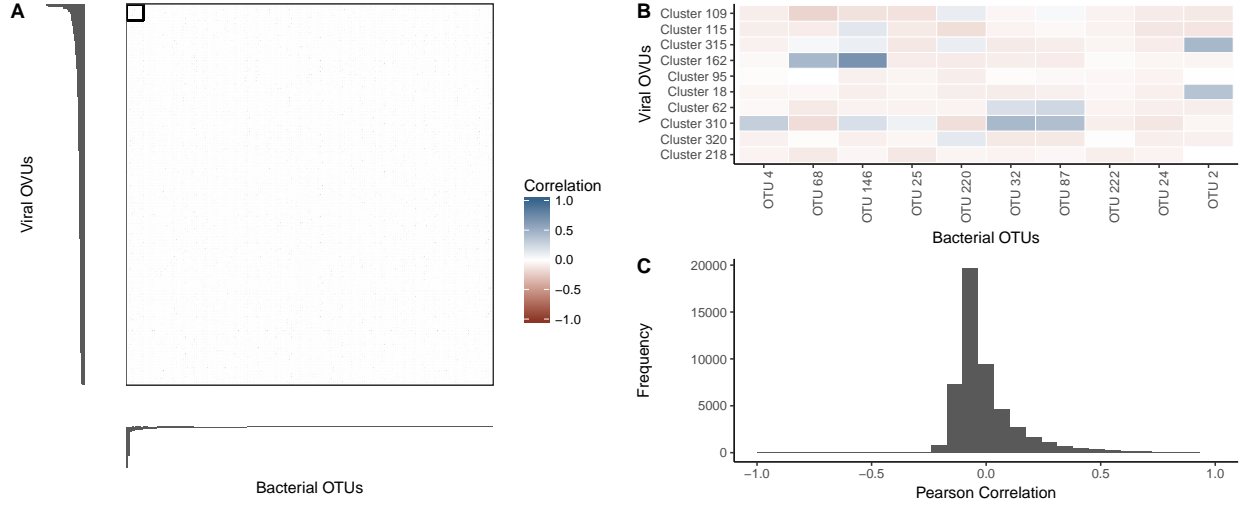 A
Viral OVUs
Bacterial OTUs
Correlation
1.0
0.5
0.0
−0.5
−1.0
B
Viral OVUs
Cluster 109
Cluster 115
Cluster 315
Cluster 162
Cluster 95
Cluster 18
Cluster 62
Cluster 310
Cluster 320
Cluster 218
OTU 4
OTU 68
OTU 146
OTU 25
OTU 220
OTU 32
OTU 87
OTU 222
OTU 24
OTU 2
Bacterial OTUs
C
Frequency
20000
15000
10000
5000
0
−1.0
−0.5
0.0
0.5
1.0
Pearson Correlation